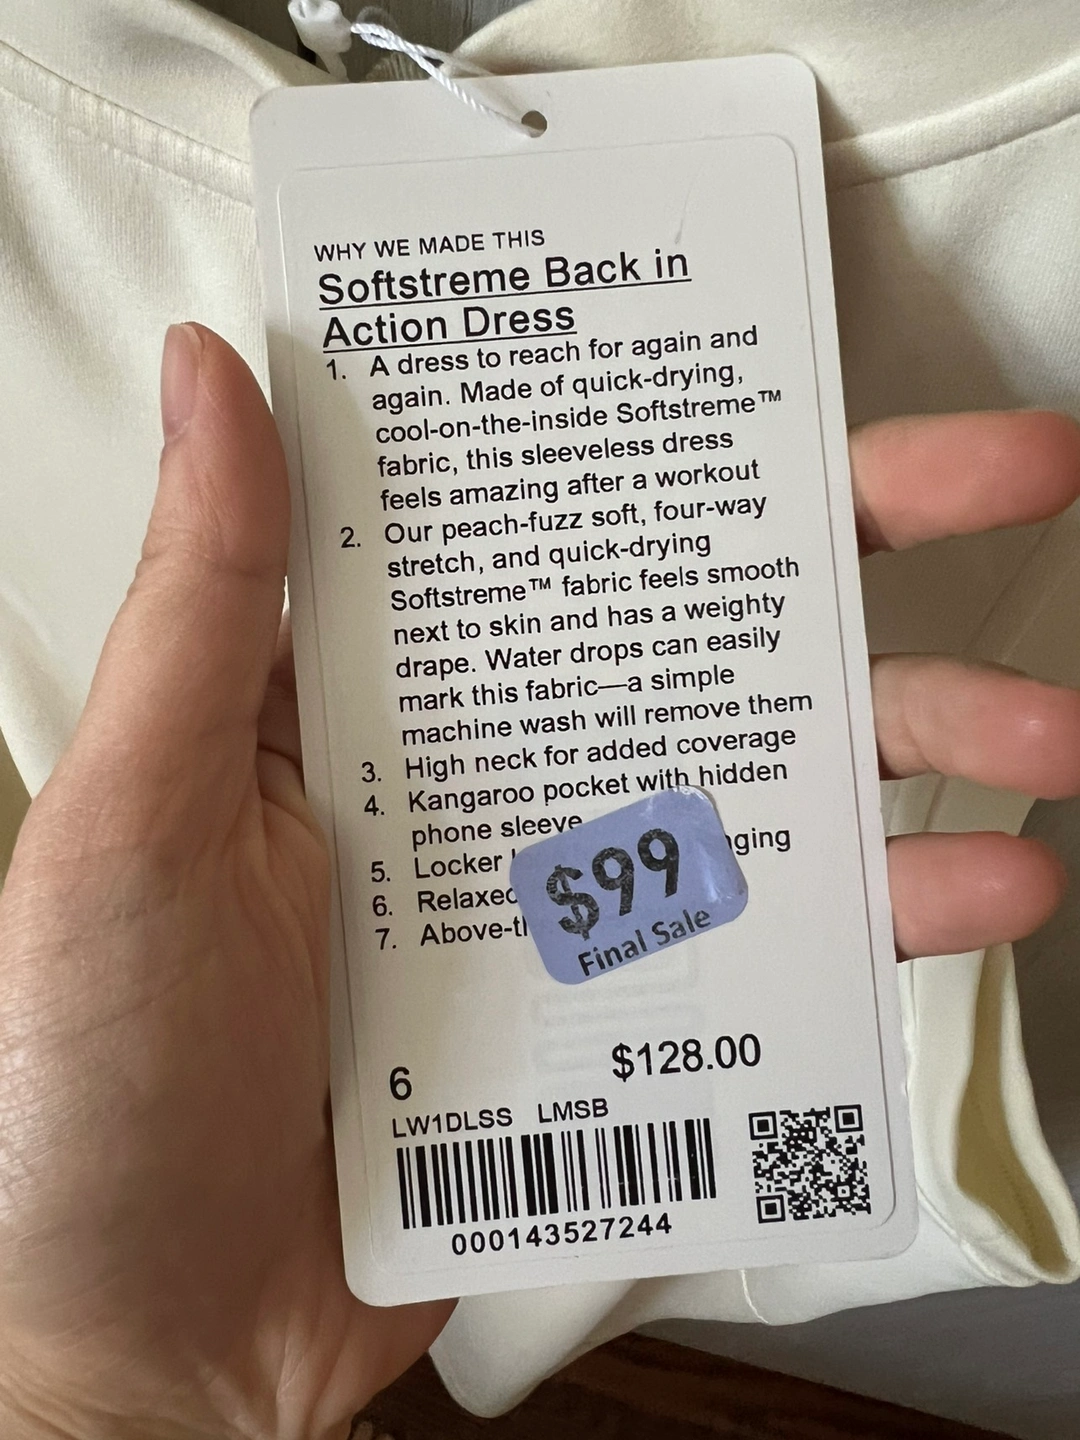 WHY WE MADE THIS
Softstreme Back in
Action Dress
1. A dress to reach for again and
again. Made of quick-drying,
cool-on-the-inside Softstreme™
fabric, this sleeveless dress
feels amazing after a workout
2. Our peach-fuzz soft, four-way
stretch, and quick-drying
Softstreme™ fabric feels smooth
next to skin and has a weighty
drape. Water drops can easily
mark this fabric—a simple
machine wash will remove them
3. High neck for added coverage
4. Kangaroo pocket with hidden
phone sleeve
5. Locker
6. Relaxed
7.
$99
Final Sale
6 $128.00
LW1DLSS LMSB
000143527244